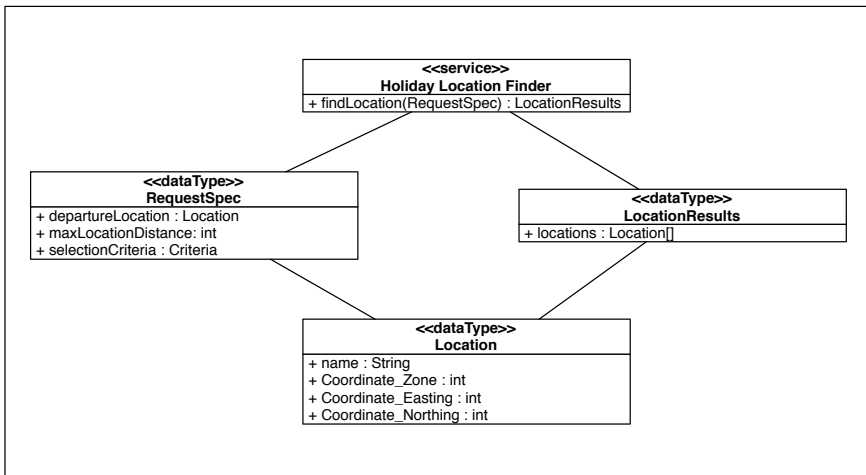 <<service>>
Holiday Location Finder
+ findLocation(RequestSpec) : LocationResults
<<dataType>>
RequestSpec
+ departureLocation : Location
+ maxLocationDistance: int
+ selectionCriteria : Criteria
<<dataType>>
LocationResults
+ locations : Location[]
<<dataType>>
Location
+ name : String
+ Coordinate_Zone : int
+ Coordinate_Easting : int
+ Coordinate_Northing : int